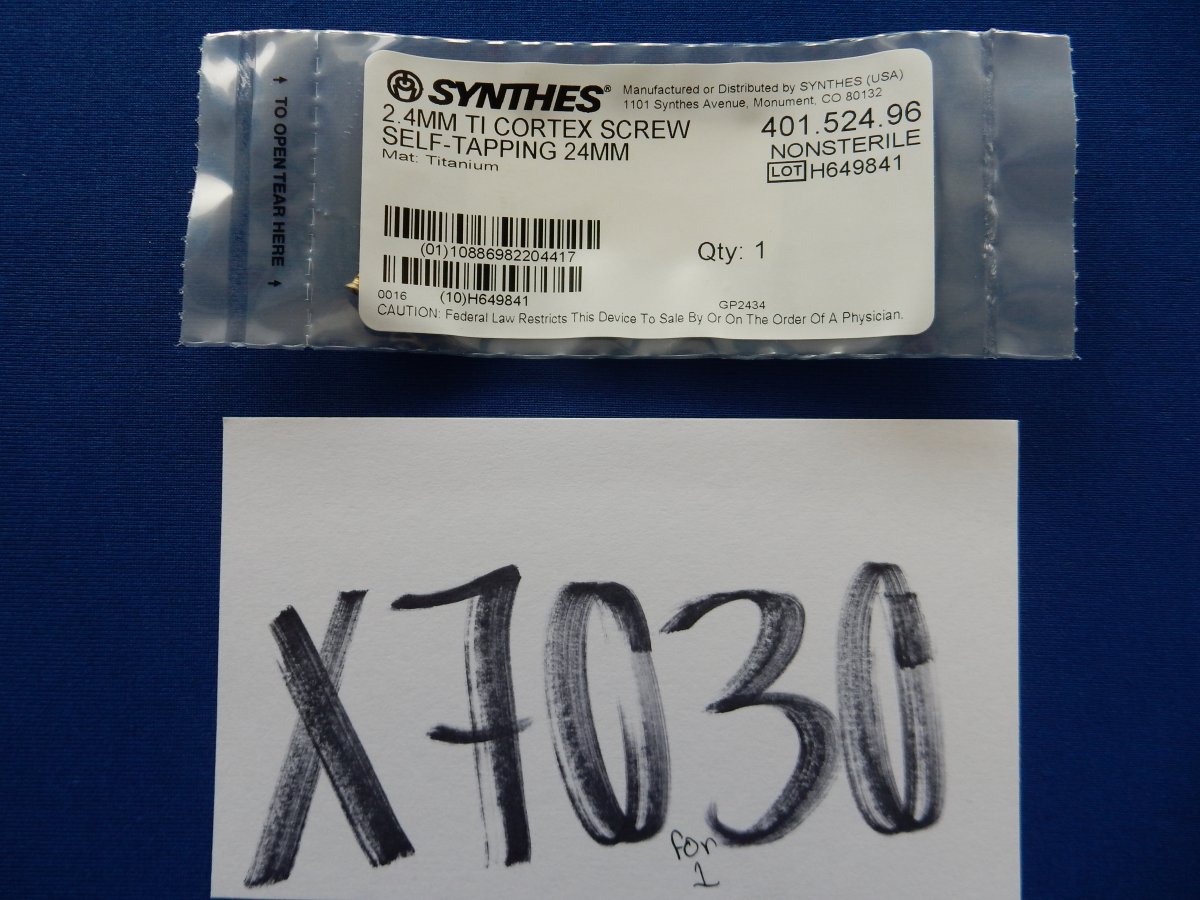 ↑ TO OPEN TEAR HERE ↑
SYNTHES® Manufactured or Distributed by SYNTHES (USA)
1101 Synthes Avenue, Monument, CO 80132
2.4MM TI CORTEX SCREW 401.524.96
SELF-TAPPING 24MM NONSTERILE
Mat: Titanium LOT H649841
(01)10886982204417 Qty: 1
0016 (10)H649841 GP2434
CAUTION: Federal Law Restricts This Device To Sale By Or On The Order Of A Physician.
X7030
for
1